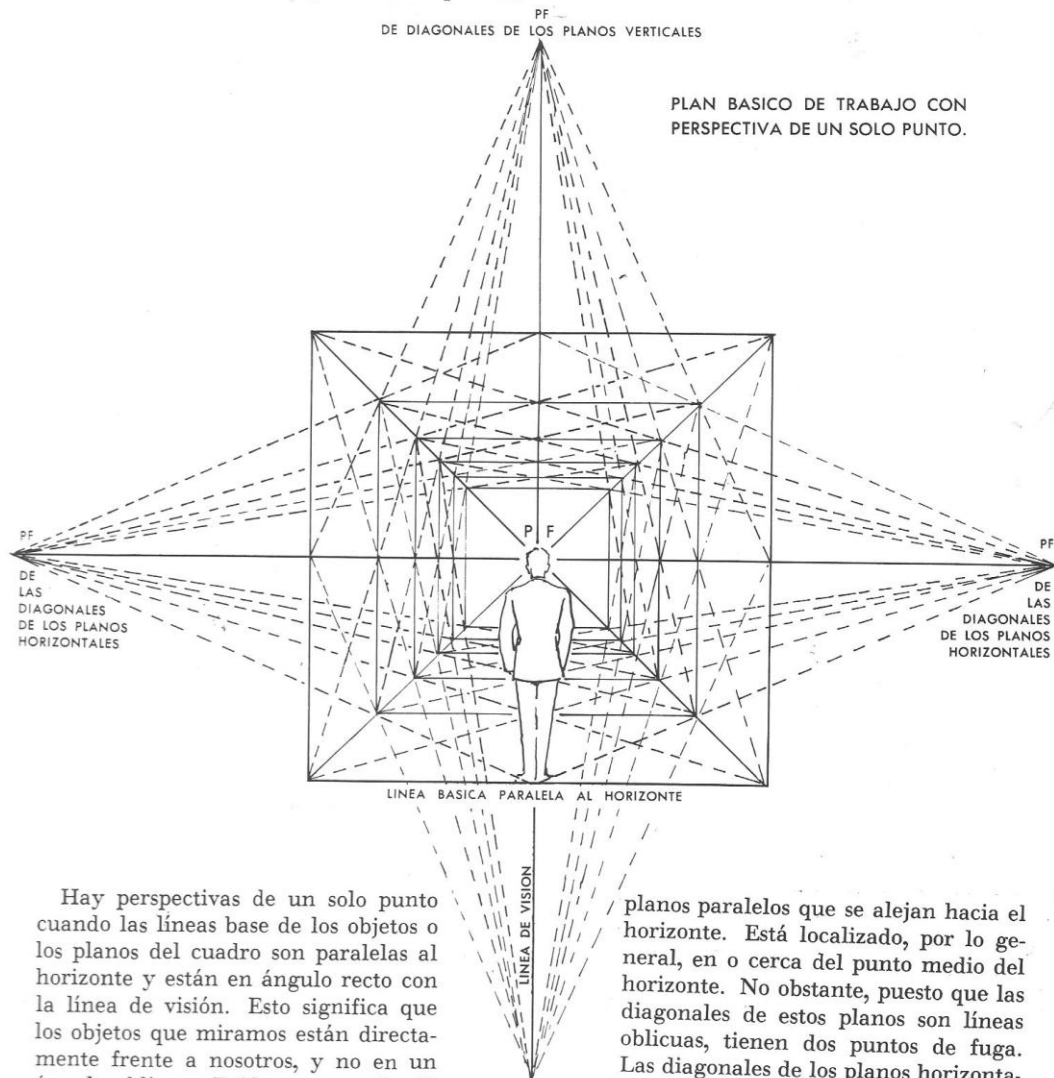 PF
DE DIAGONALES DE LOS PLANOS VERTICALES
PLAN BASICO DE TRABAJO CON
PERSPECTIVA DE UN SOLO PUNTO.
P F
PF
DE
LAS
DIAGONALES
DE LOS PLANOS
HORIZONTALES
PF
DE
LAS
DIAGONALES
DE LOS PLANOS
HORIZONTALES
LINEA BASICA PARALELA AL HORIZONTE
LINEA DE VISION
Hay perspectivas de un solo punto
cuando las líneas base de los objetos o
los planos del cuadro son paralelas al
horizonte y están en ángulo recto con
la línea de visión. Esto significa que
los objetos que miramos están directa-
mente frente a nosotros, y no en un
planos paralelos que se alejan hacia el
horizonte. Está localizado, por lo ge-
neral, en o cerca del punto medio del
horizonte. No obstante, puesto que las
diagonales de estos planos son líneas
oblicuas, tienen dos puntos de fuga.
Las diagonales de los planos horizonta-